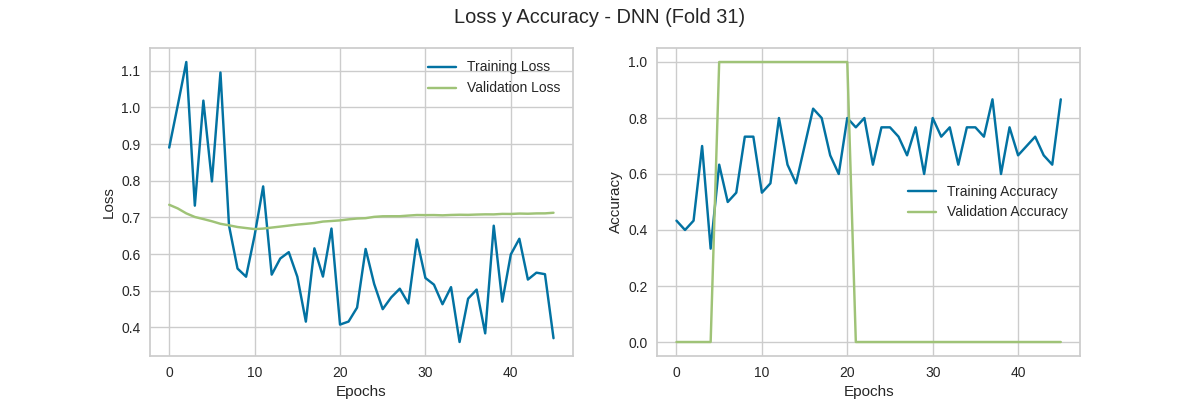 Loss y Accuracy - DNN (Fold 31)
Loss
1.1
1.0
0.9
0.8
0.7
0.6
0.5
0.4
Training Loss
Validation Loss
0
10
20
30
40
Epochs
Accuracy
1.0
0.8
0.6
0.4
0.2
0.0
Training Accuracy
Validation Accuracy
0
10
20
30
40
Epochs